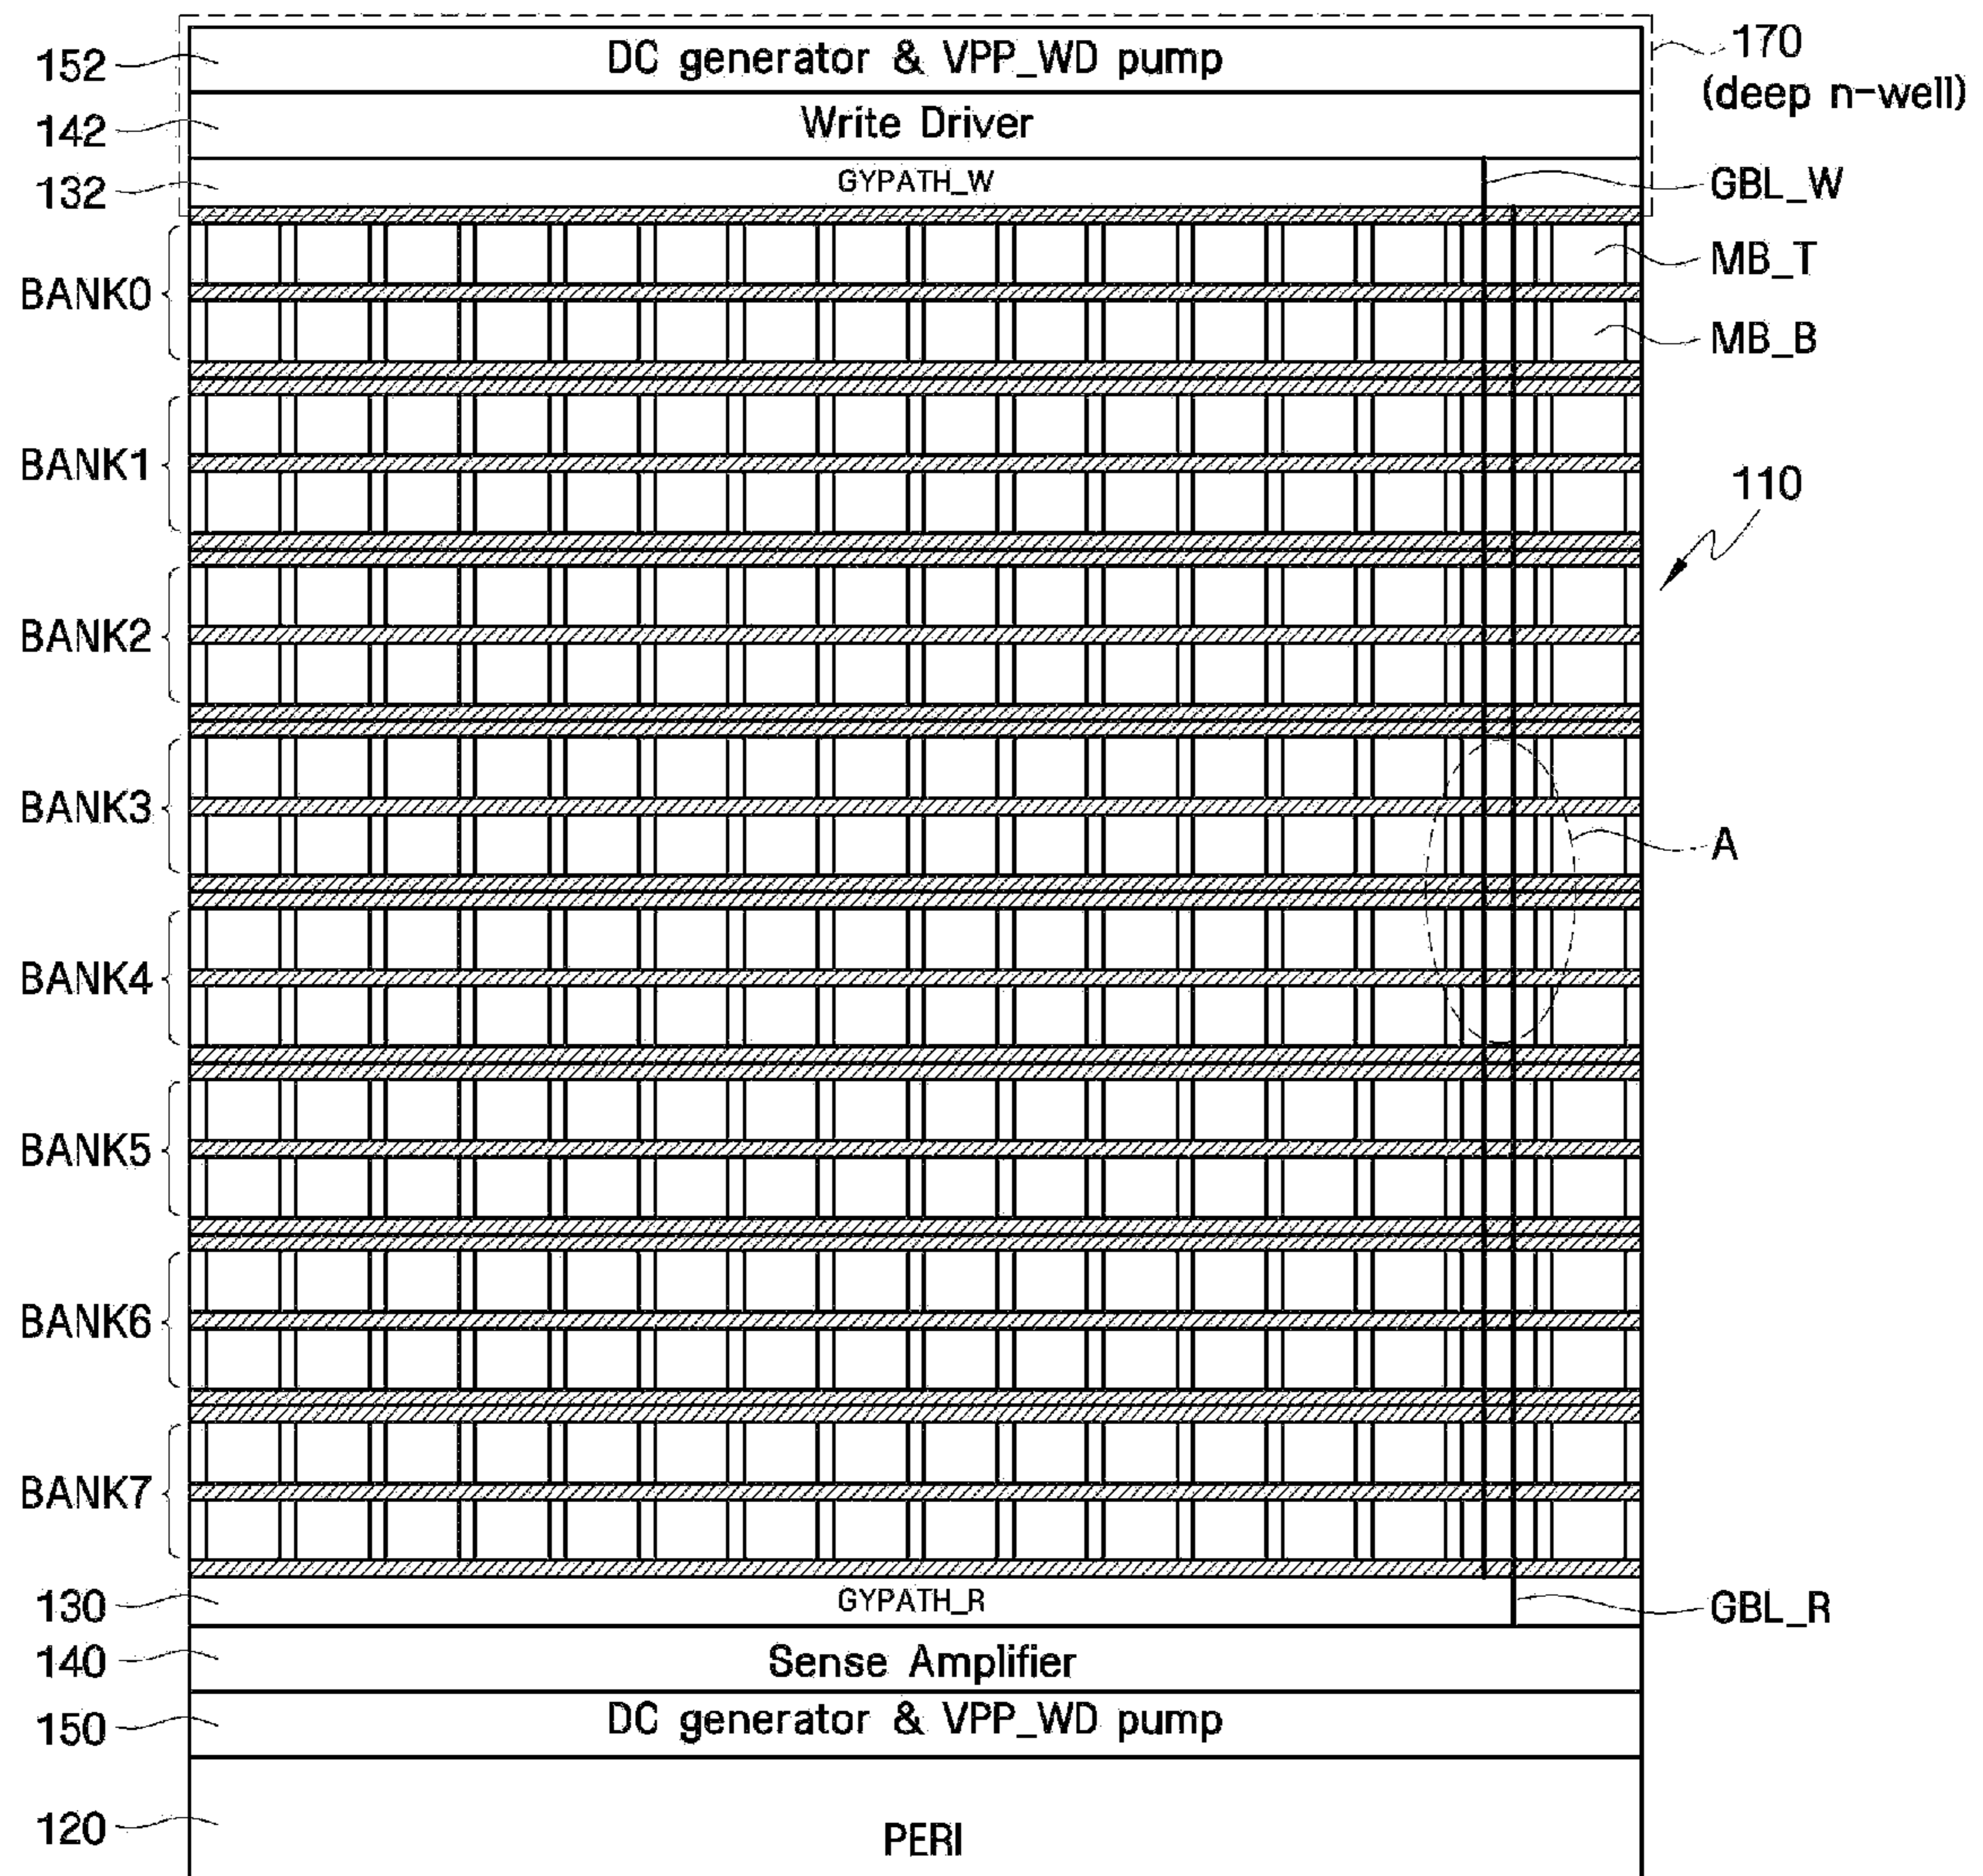 152 DC generator & VPP_WD pump 170
(deep n-well)
142 Write Driver
132 GYPATH_W GBL_W
MB_T
BANK0
MB_B
BANK1
110
BANK2
BANK3
A
BANK4
BANK5
BANK6
BANK7
130 GYPATH_R GBL_R
140 Sense Amplifier
150 DC generator & VPP_WD pump
120 PERI